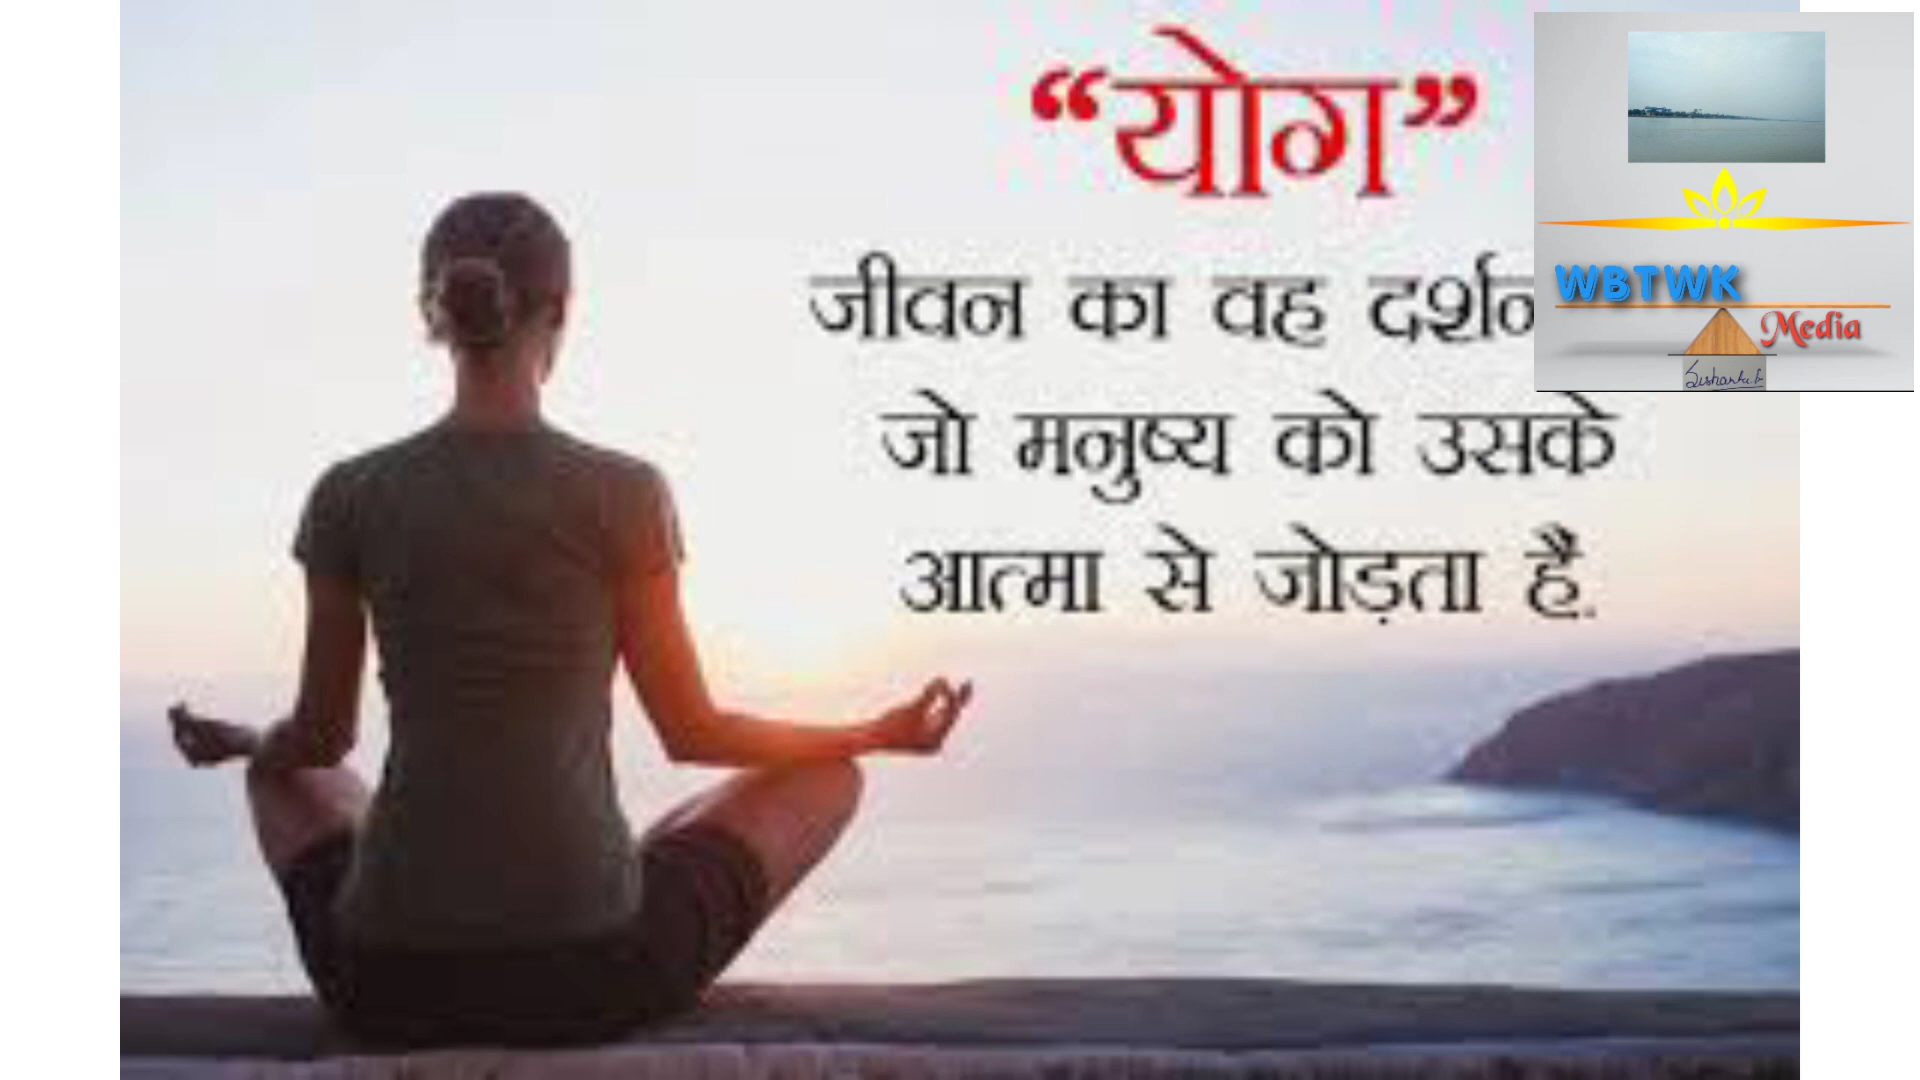 “योग”
जीवन का वह दर्शन
जो मनुष्य को उसके
आत्मा से जोड़ता है.
WBTWK
Media